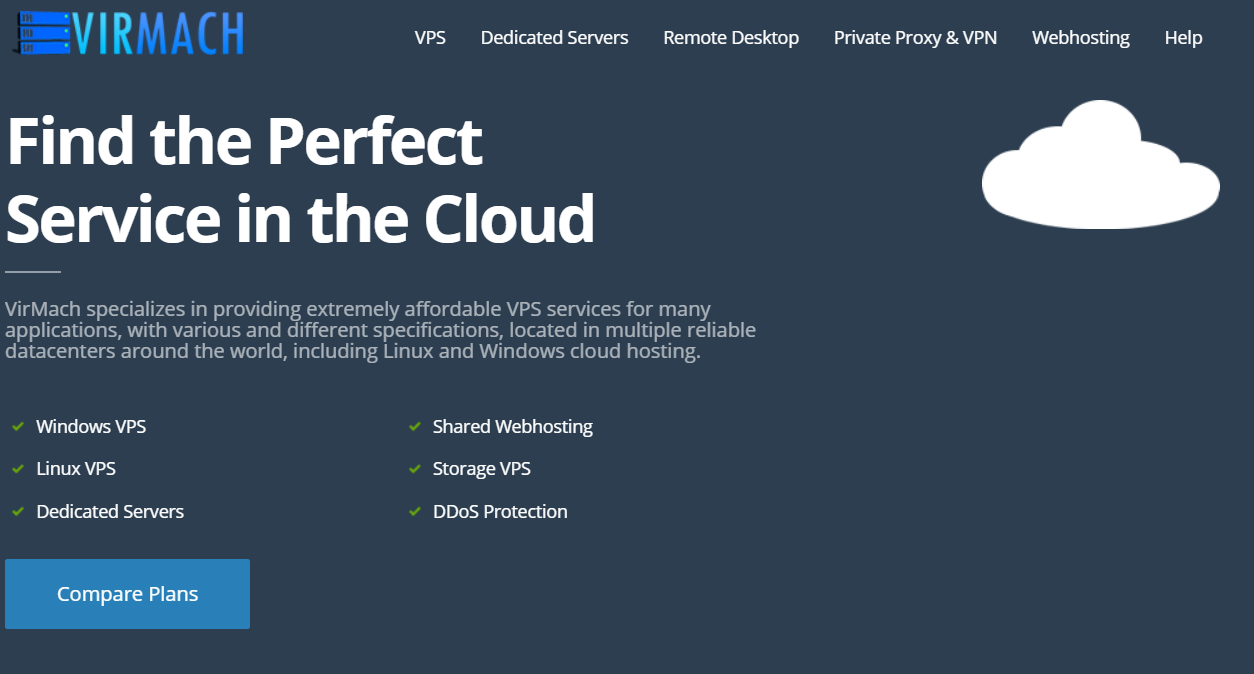 VIRMACH
VPS
Dedicated Servers
Remote Desktop
Private Proxy & VPN
Webhosting
Help
Find the Perfect
Service in the Cloud
VirMach specializes in providing extremely affordable VPS services for many
applications, with various and different specifications, located in multiple reliable
datacenters around the world, including Linux and Windows cloud hosting.
Windows VPS
Shared Webhosting
Linux VPS
Storage VPS
Dedicated Servers
DDoS Protection
Compare Plans